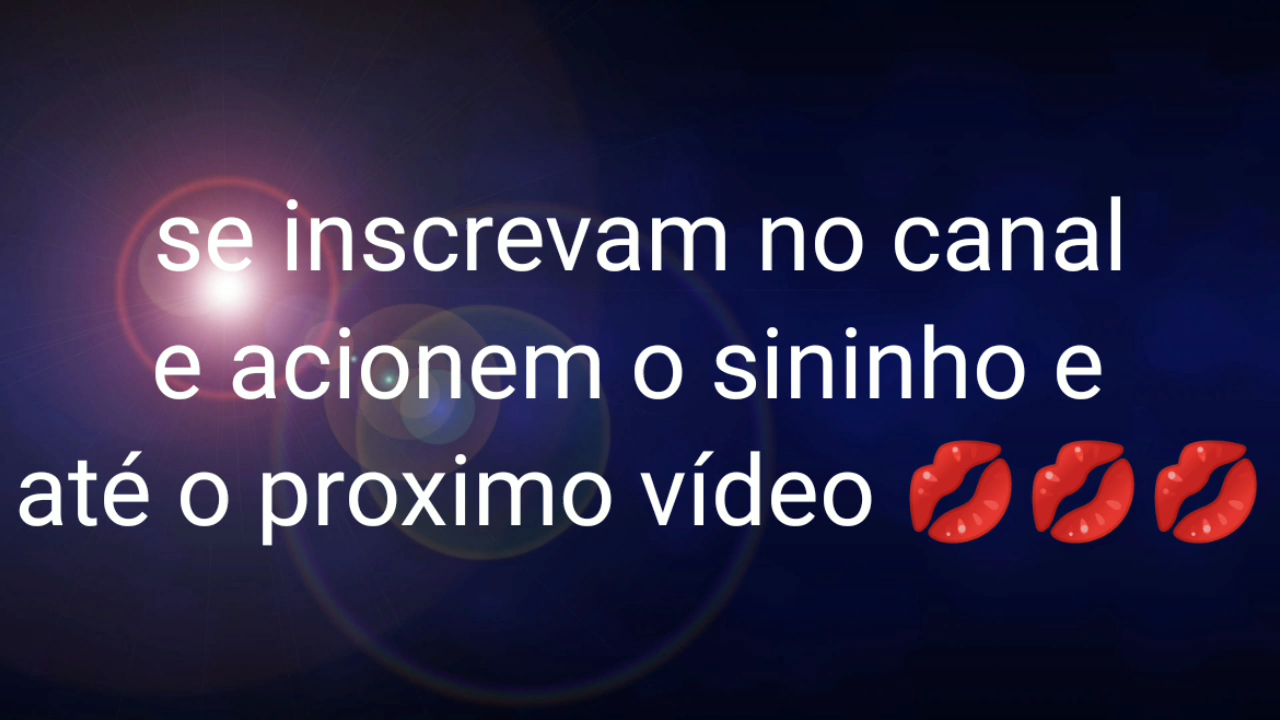 se inscrevam no canal
e acionem o sininho e
até o proximo vídeo 💋💋💋